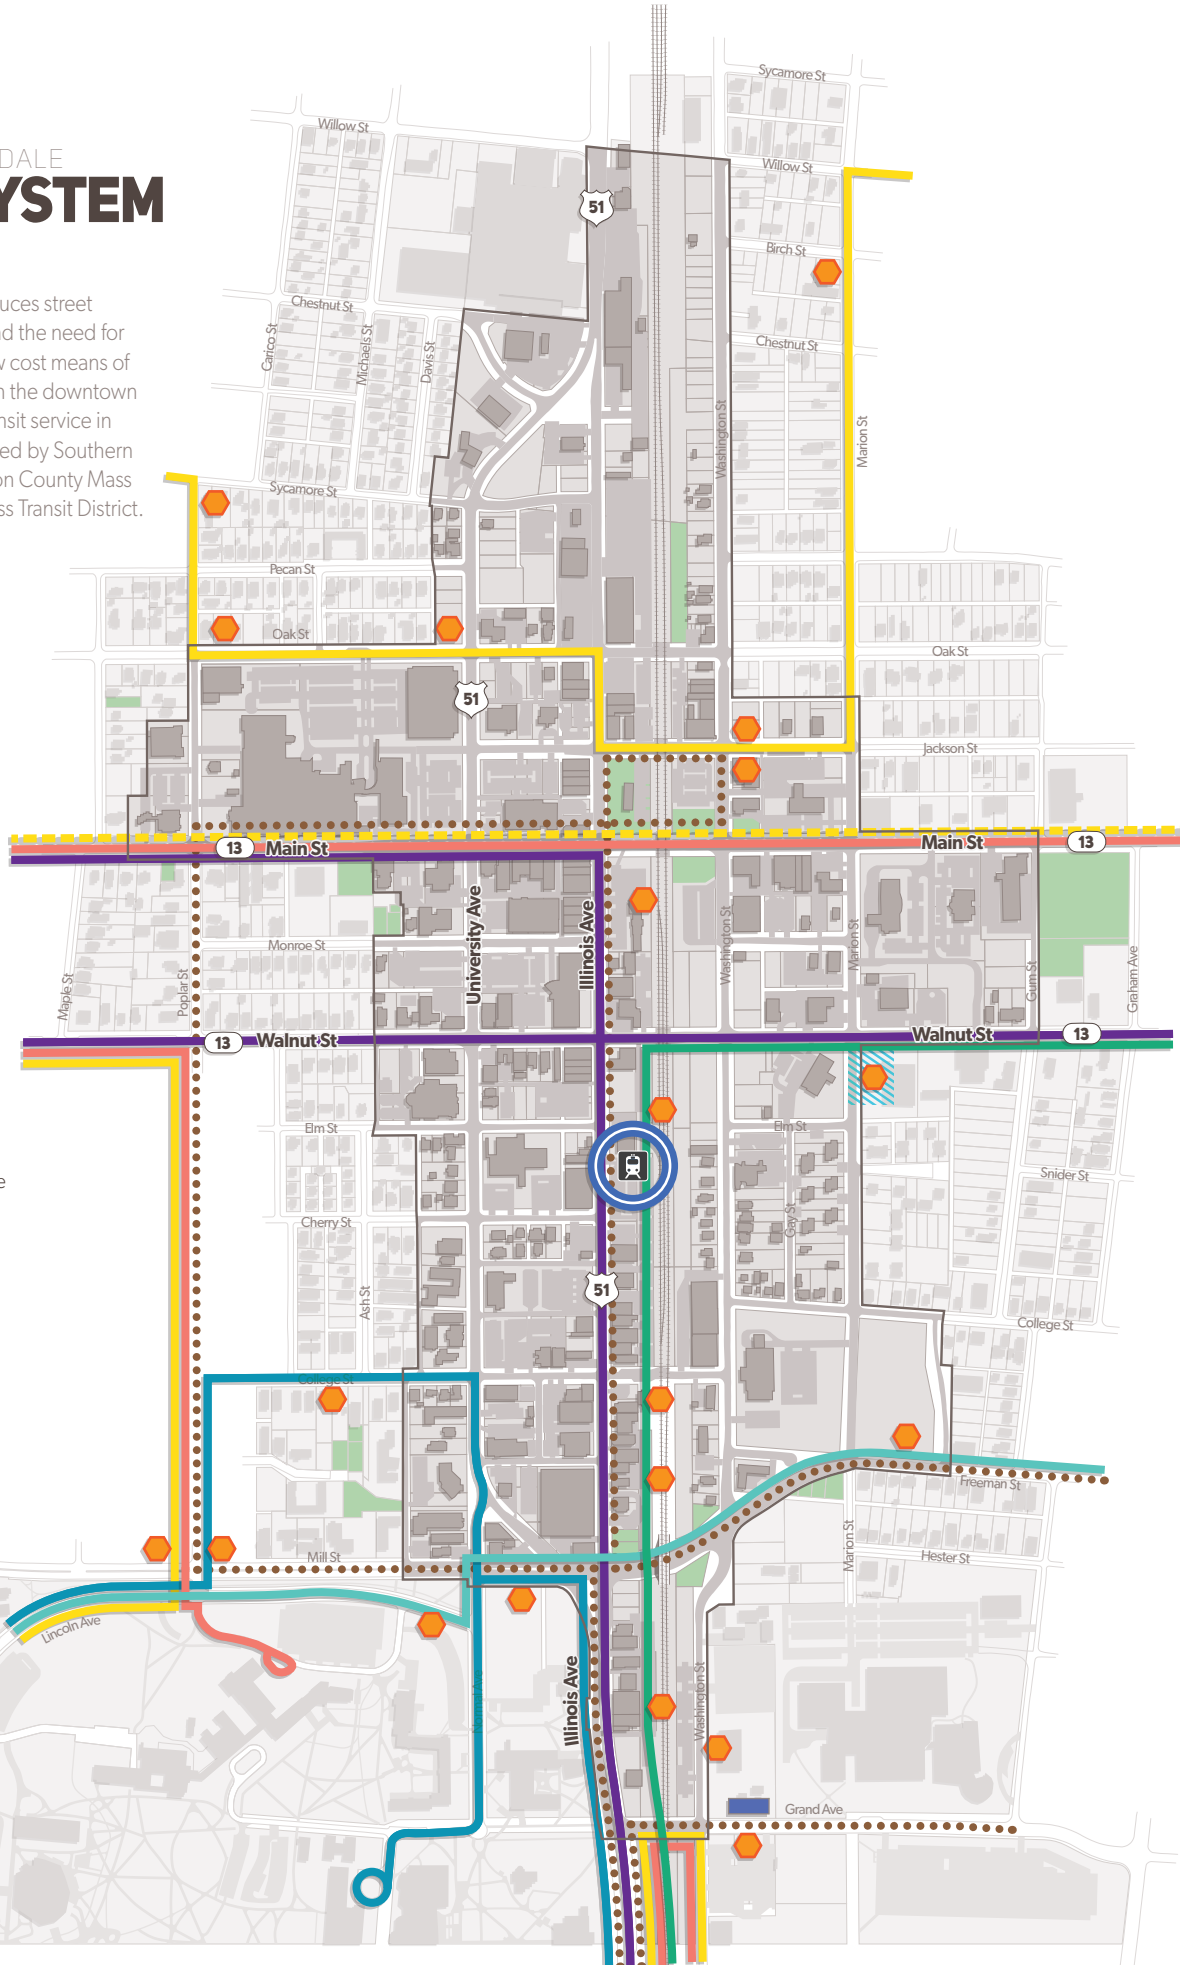 DALE
YSTEM
uces street
nd the need for
w cost means of
n the downtown
nsit service in
ed by Southern
on County Mass
ss Transit District.
e
Sycamore St
Willow St
Willow St
51
Birch St
Chestnut St
Chestnut St
Carico St
Michaels St
Davis St
Washington St
Marion St
Sycamore St
Pecan St
Oak St
Oak St
51
Jackson St
13
Main St
Main St
13
University Ave
Illinois Ave
Washington St
Marion St
Monroe St
Maple St
Poplar St
Gum St
Graham Ave
13
Walnut St
Walnut St
13
Elm St
Elm St
Snider St
Cherry St
Gay St
Ash St
51
College St
College St
Freeman St
Mill St
Marion St
Hester St
Lincoln Ave
Normal Ave
Illinois Ave
Washington St
Grand Ave